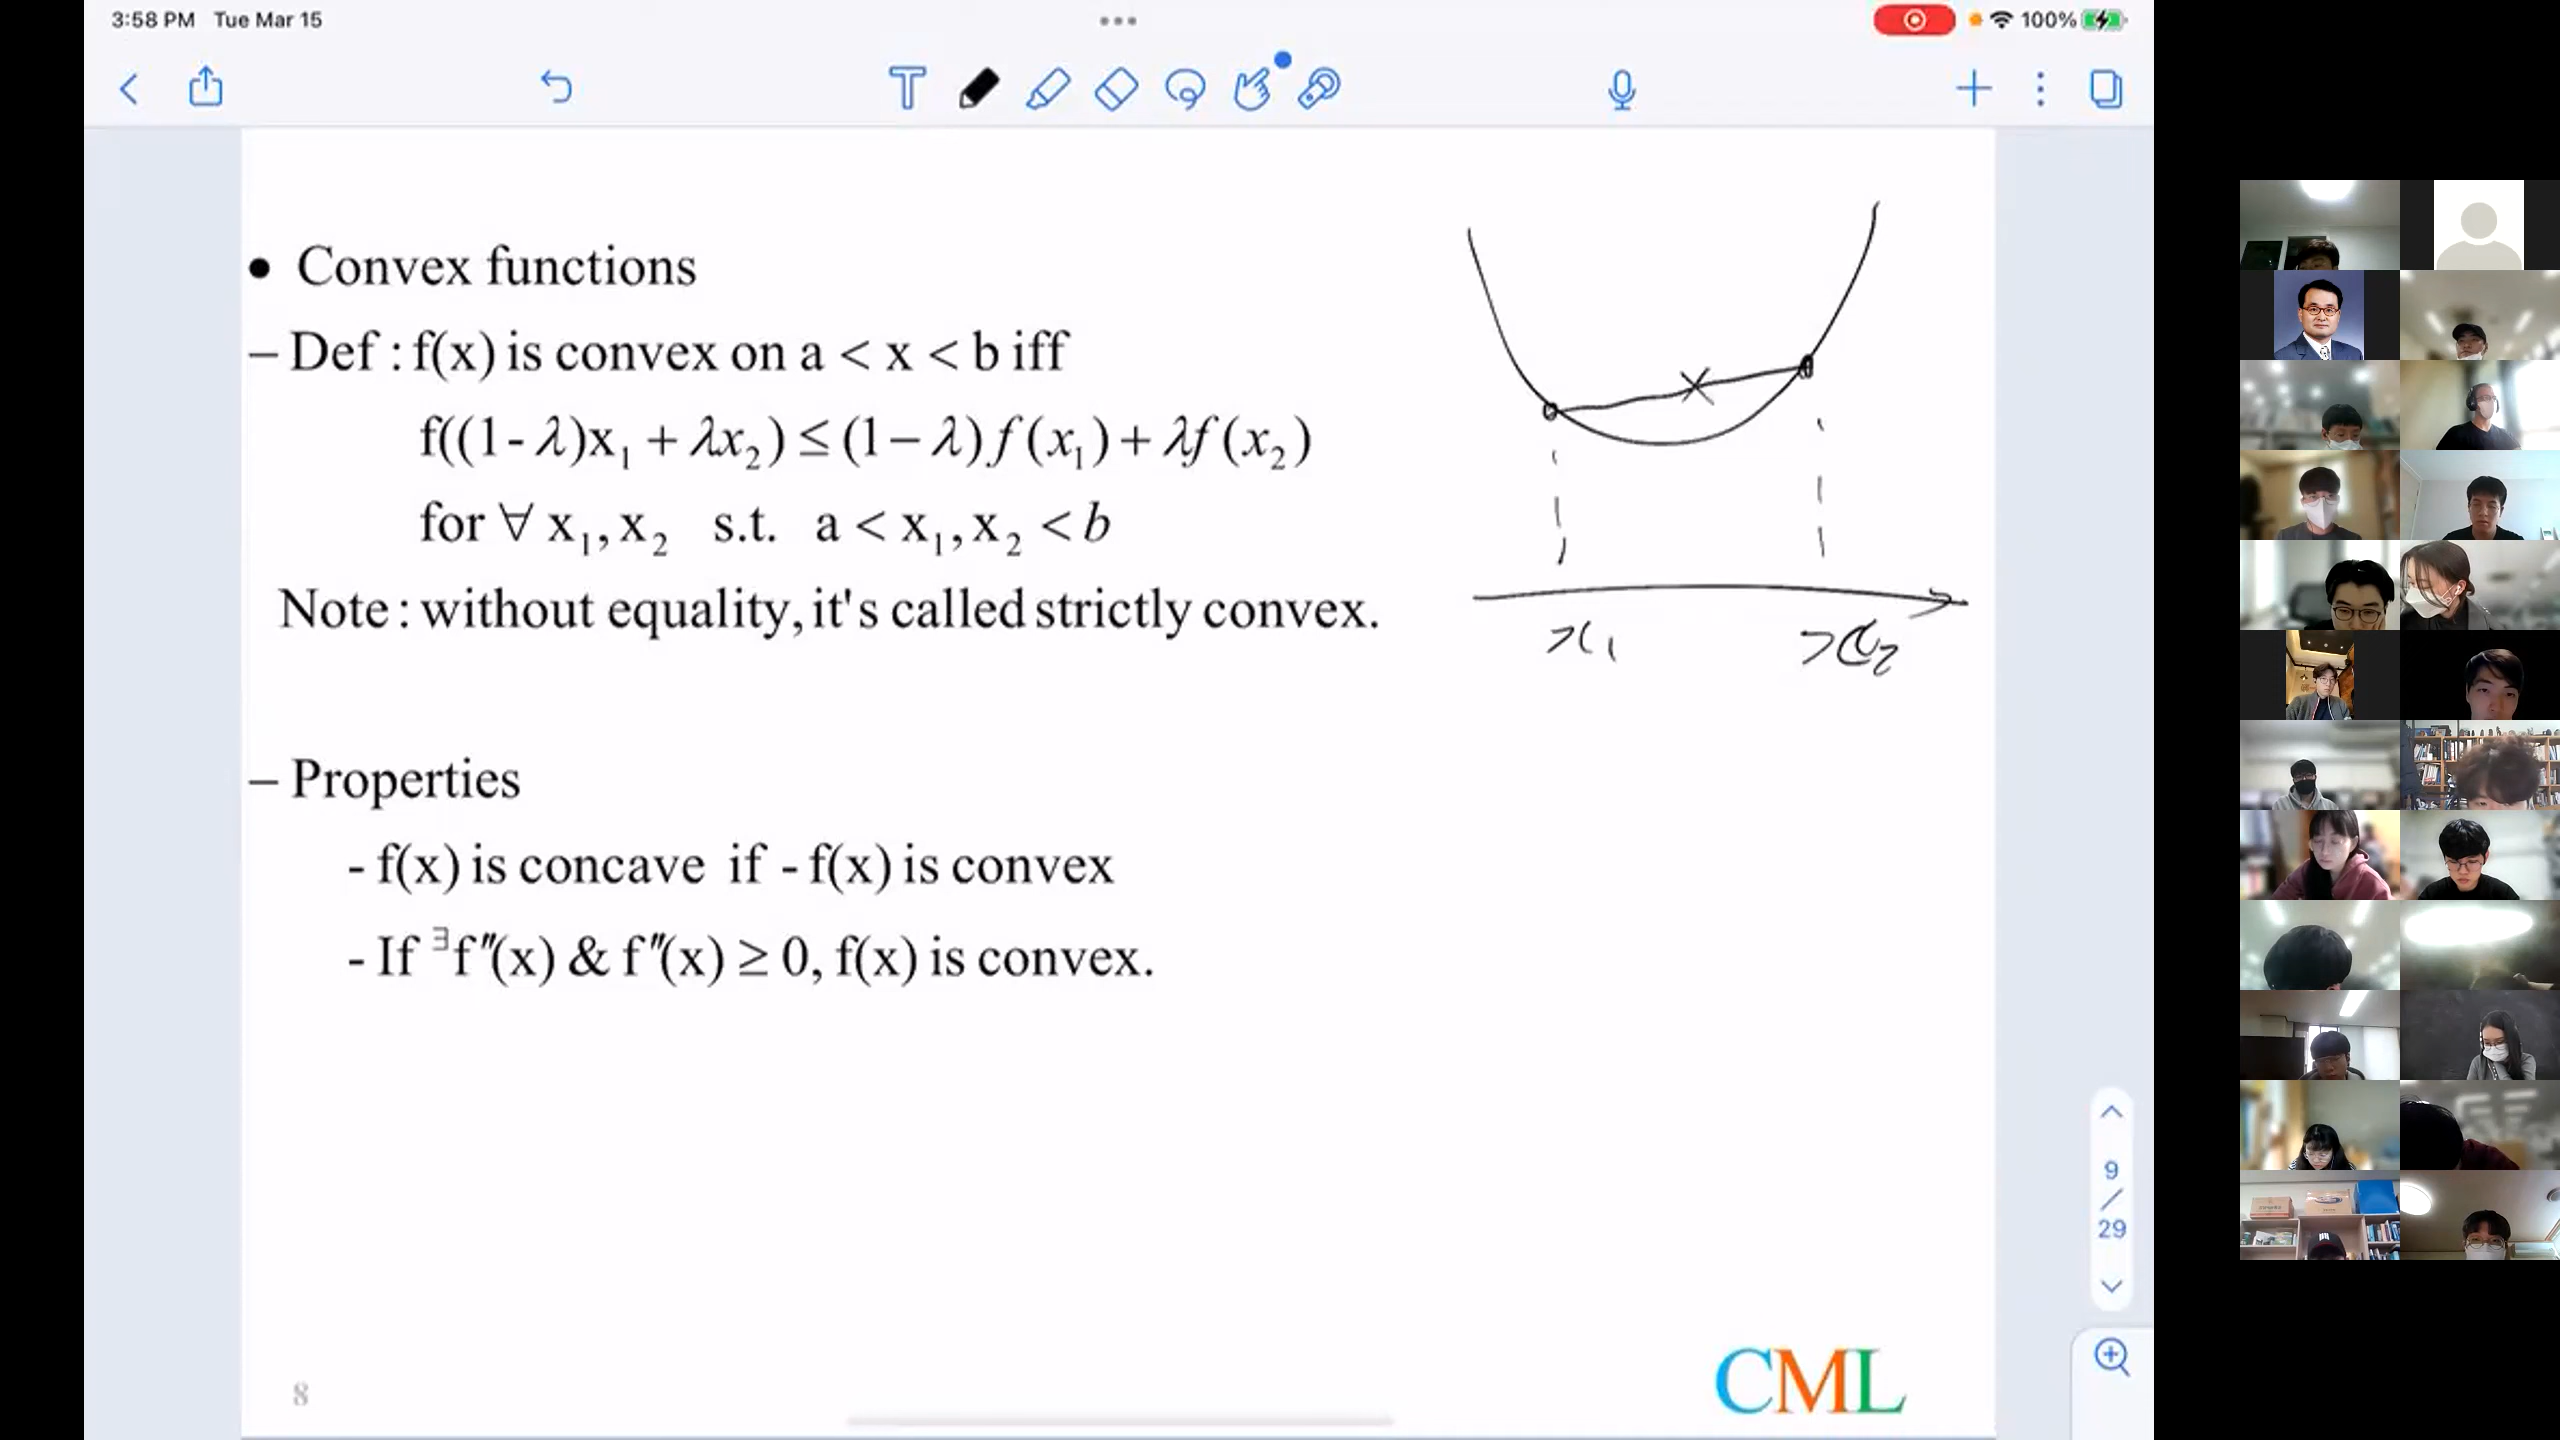 3:58 PM Tue Mar 15
100%
• Convex functions
– Def : f(x) is convex on a < x < b iff
f((1-λ)x₁ + λx₂) ≤ (1−λ)f(x₁)+λf(x₂)
for ∀ x₁, x₂ s.t. a < x₁, x₂ < b
Note : without equality, it's called strictly convex.
x₁ x₂
– Properties
- f(x) is concave if - f(x) is convex
- If ∃f″(x) & f″(x) ≥ 0, f(x) is convex.
9
/
29
8
CML